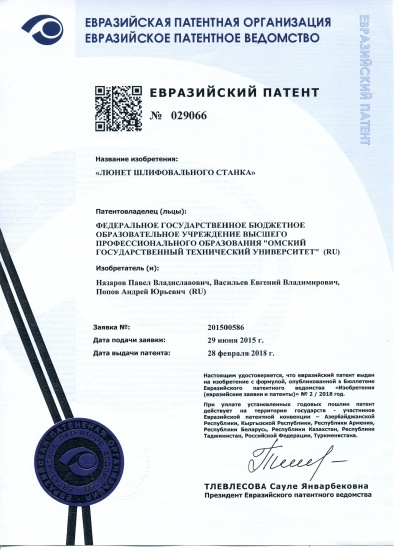 ЕВРАЗИЙСКАЯ ПАТЕНТНАЯ ОРГАНИЗАЦИЯ
ЕВРАЗИЙСКОЕ ПАТЕНТНОЕ ВЕДОМСТВО
ЕВРАЗИЙСКИЙ ПАТЕНТ
ЕВРАЗИЙСКИЙ ПАТЕНТ
№ 029066
Название изобретения:
«ЛЮНЕТ ШЛИФОВАЛЬНОГО СТАНКА»
Патентовладелец (льцы):
ФЕДЕРАЛЬНОЕ ГОСУДАРСТВЕННОЕ БЮДЖЕТНОЕ
ОБРАЗОВАТЕЛЬНОЕ УЧРЕЖДЕНИЕ ВЫСШЕГО
ПРОФЕССИОНАЛЬНОГО ОБРАЗОВАНИЯ "ОМСКИЙ
ГОСУДАРСТВЕННЫЙ ТЕХНИЧЕСКИЙ УНИВЕРСИТЕТ" (RU)
Изобретатель (и):
Назаров Павел Владиславович, Васильев Евгений Владимирович,
Попов Андрей Юрьевич (RU)
Заявка №: 201500586
Дата подачи заявки: 29 июня 2015 г.
Дата выдачи патента: 28 февраля 2018 г.
Настоящим удостоверяется, что евразийский патент выдан
на изобретение с формулой, опубликованной в Бюллетене
Евразийского патентного ведомства «Изобретения
(евразийские заявки и патенты)» № 2 / 2018 год.
При уплате установленных годовых пошлин патент
действует на территории государств - участников
Евразийской патентной конвенции – Азербайджанской
Республики, Кыргызской Республики, Республики Армения,
Республики Беларусь, Республики Казахстан, Республики
Таджикистан, Российской Федерации, Туркменистана.
ТЛЕВЛЕСОВА Сауле Январбековна
Президент Евразийского патентного ведомства
ЕВРАЗИЙСКАЯ ПАТЕНТНАЯ ОРГАНИЗАЦИЯ